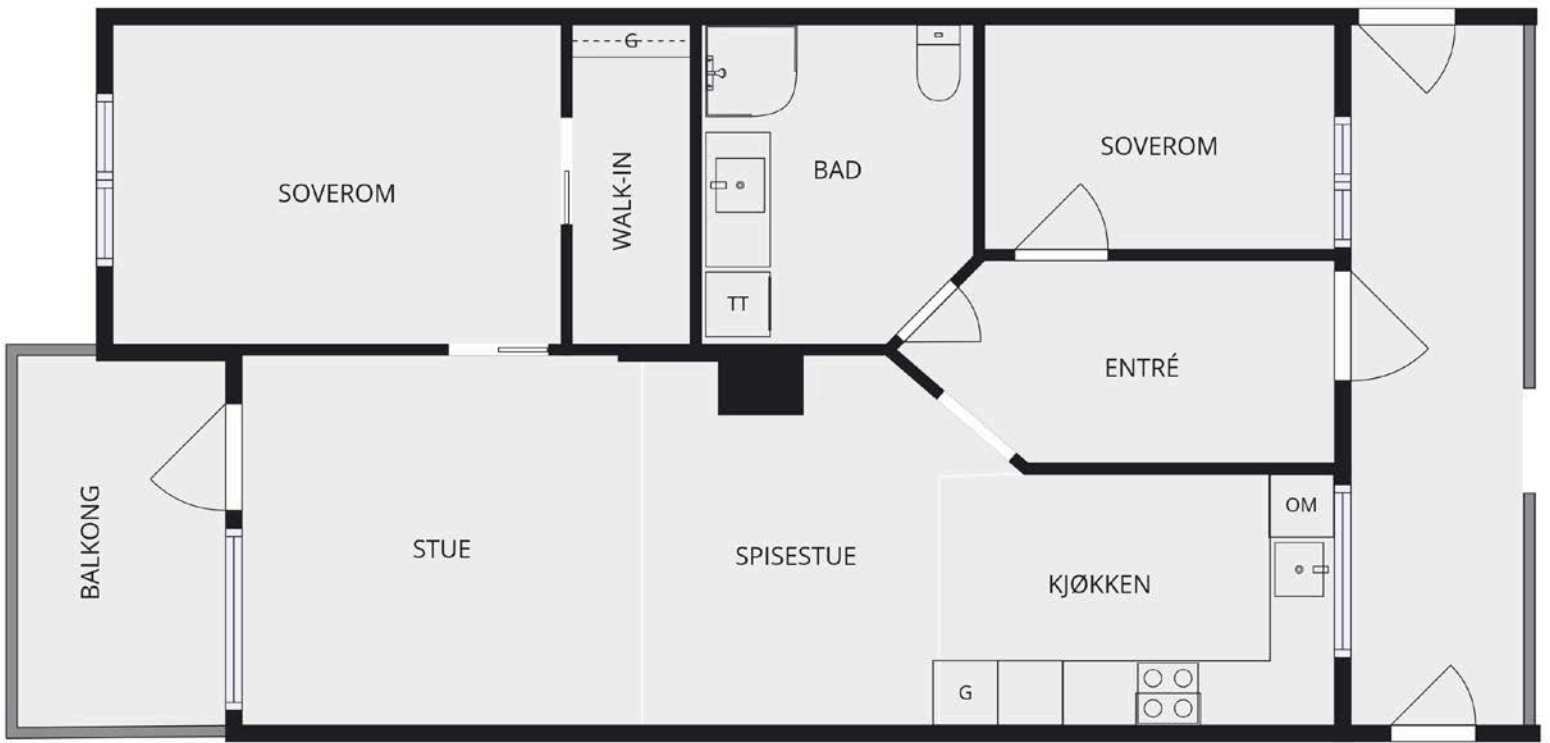 G
SOVEROM
WALK-IN
BAD
SOVEROM
TT
ENTRÉ
BALKONG
STUE
SPISESTUE
KJØKKEN
OM
G